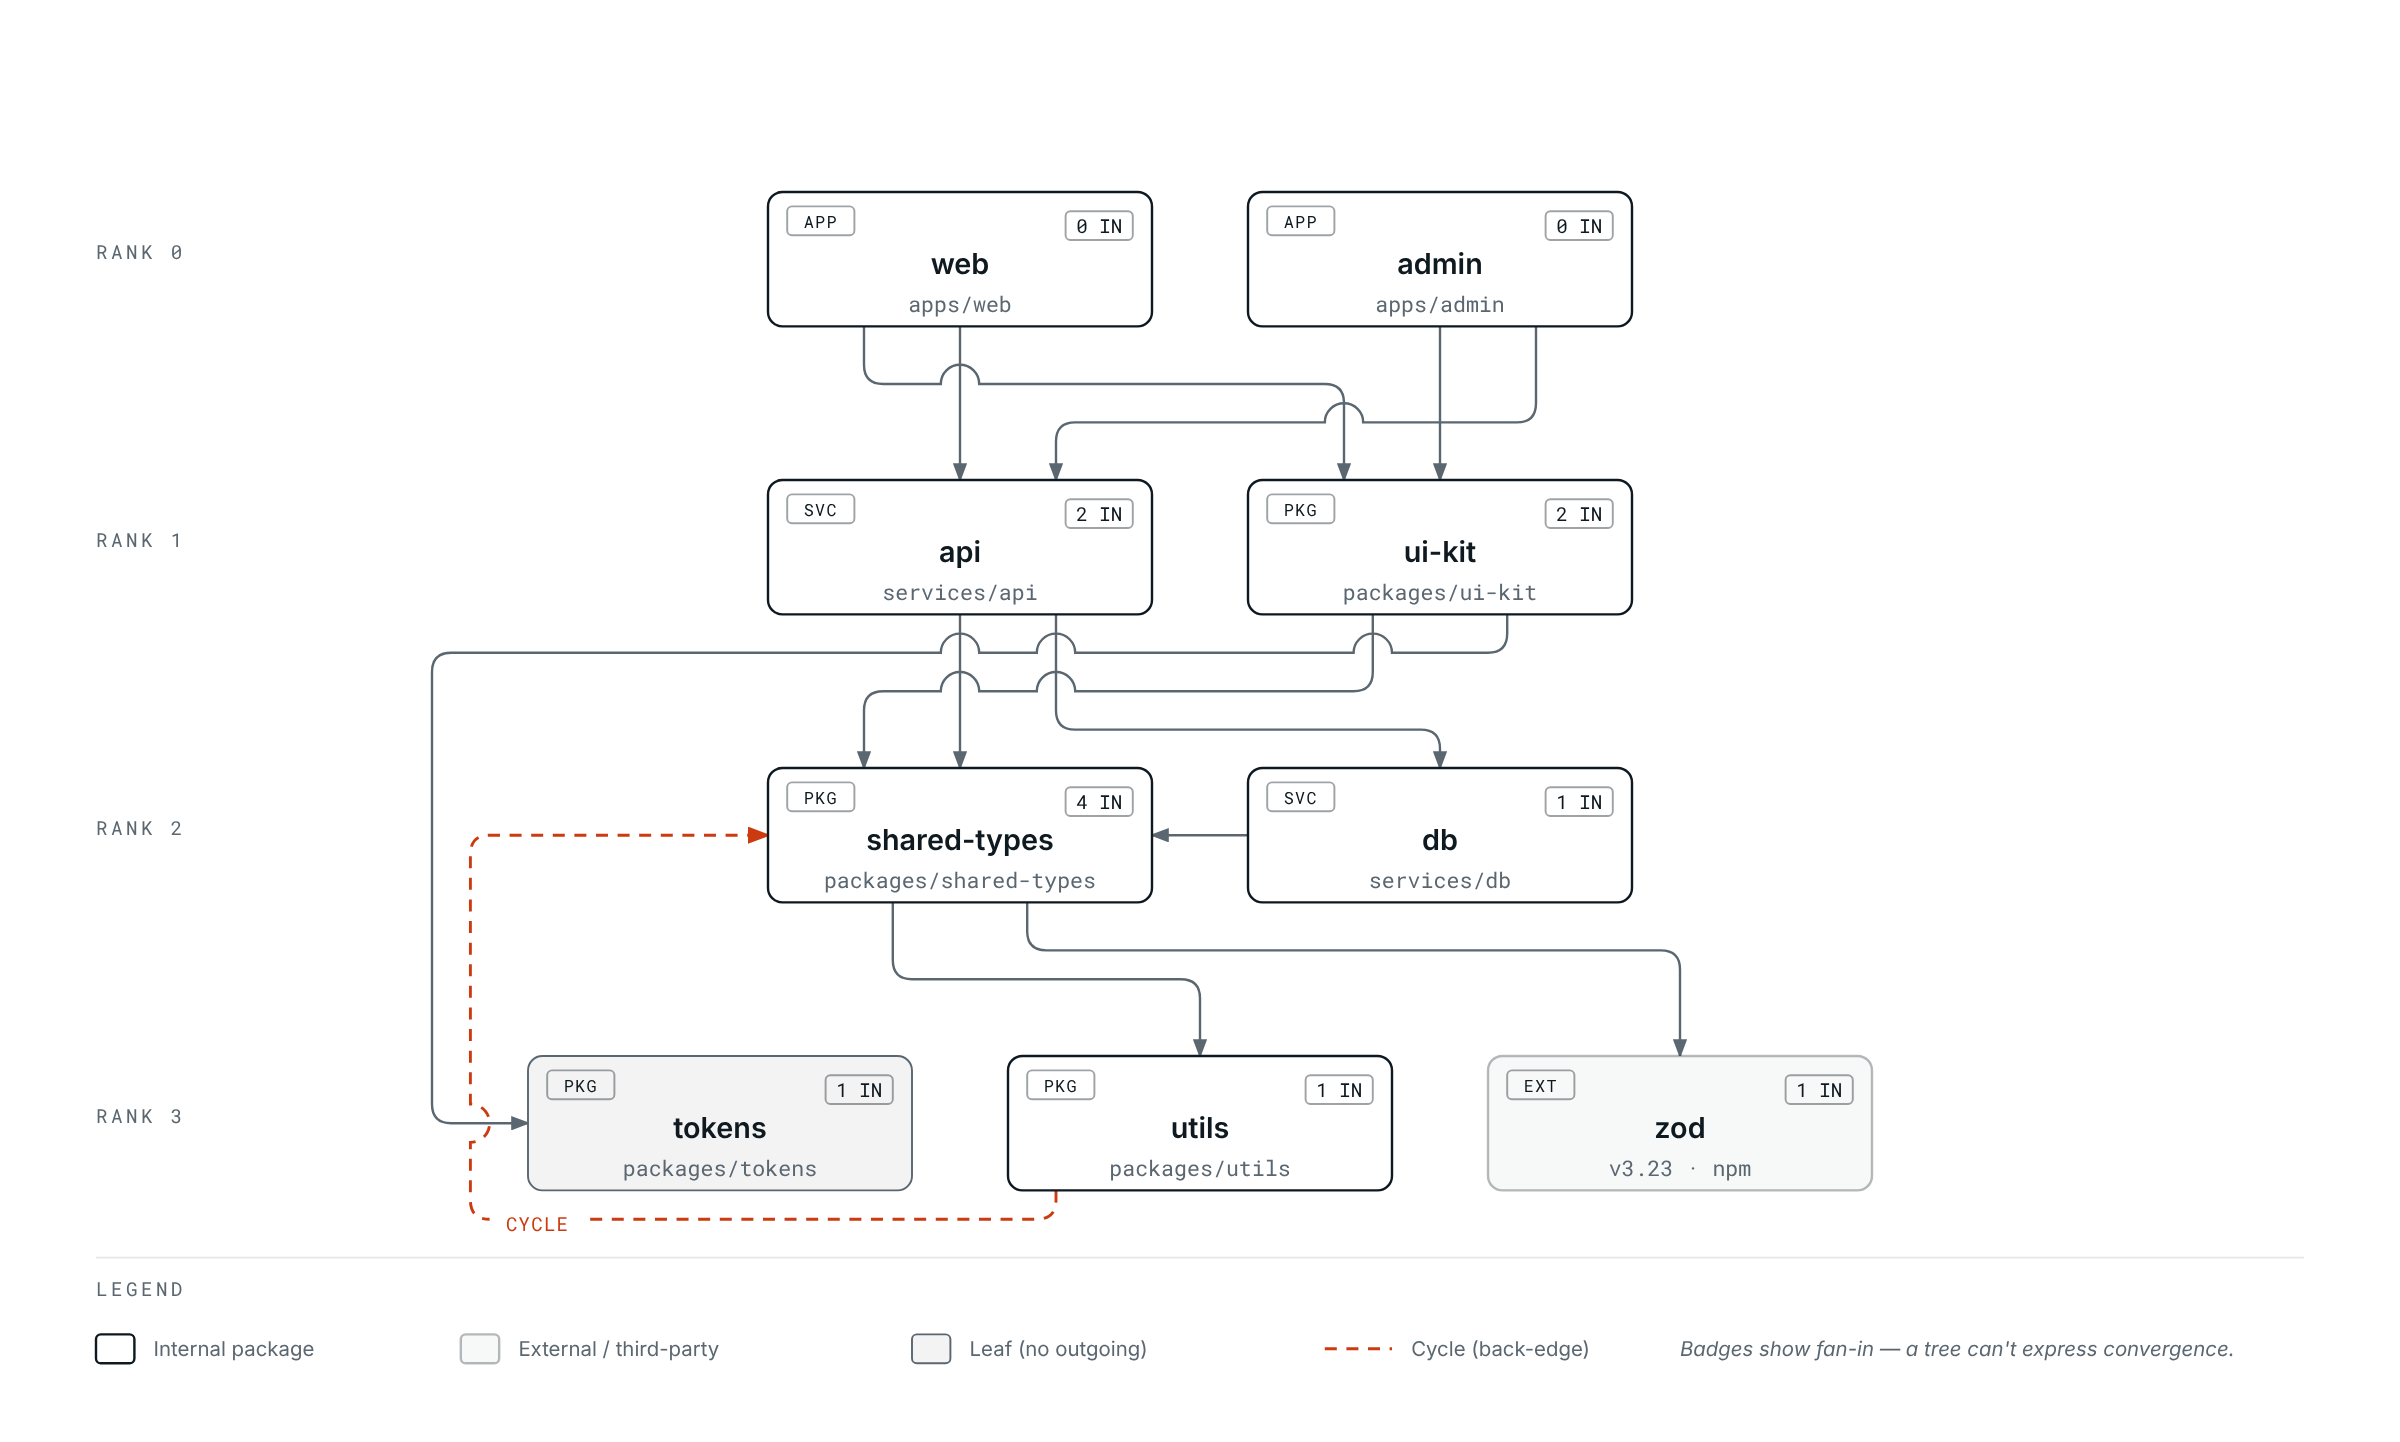 APP
0 IN
web
apps/web
APP
0 IN
admin
apps/admin
RANK 0
SVC
2 IN
api
services/api
PKG
2 IN
ui-kit
packages/ui-kit
RANK 1
PKG
4 IN
shared-types
packages/shared-types
SVC
1 IN
db
services/db
RANK 2
PKG
1 IN
tokens
packages/tokens
PKG
1 IN
utils
packages/utils
EXT
1 IN
zod
v3.23 · npm
RANK 3
CYCLE
LEGEND
Internal package
External / third-party
Leaf (no outgoing)
Cycle (back-edge)
Badges show fan-in — a tree can't express convergence.